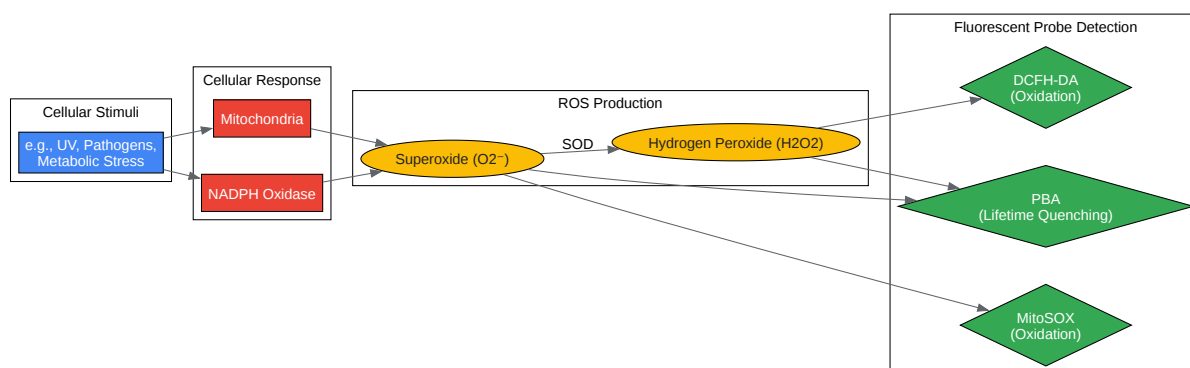 Cellular Stimuli
e.g., UV, Pathogens,
Metabolic Stress
Cellular Response
Mitochondria
NADPH Oxidase
ROS Production
Superoxide (O2⁻)
SOD
Hydrogen Peroxide (H2O2)
Fluorescent Probe Detection
DCFH-DA
(Oxidation)
PBA
(Lifetime Quenching)
MitoSOX
(Oxidation)